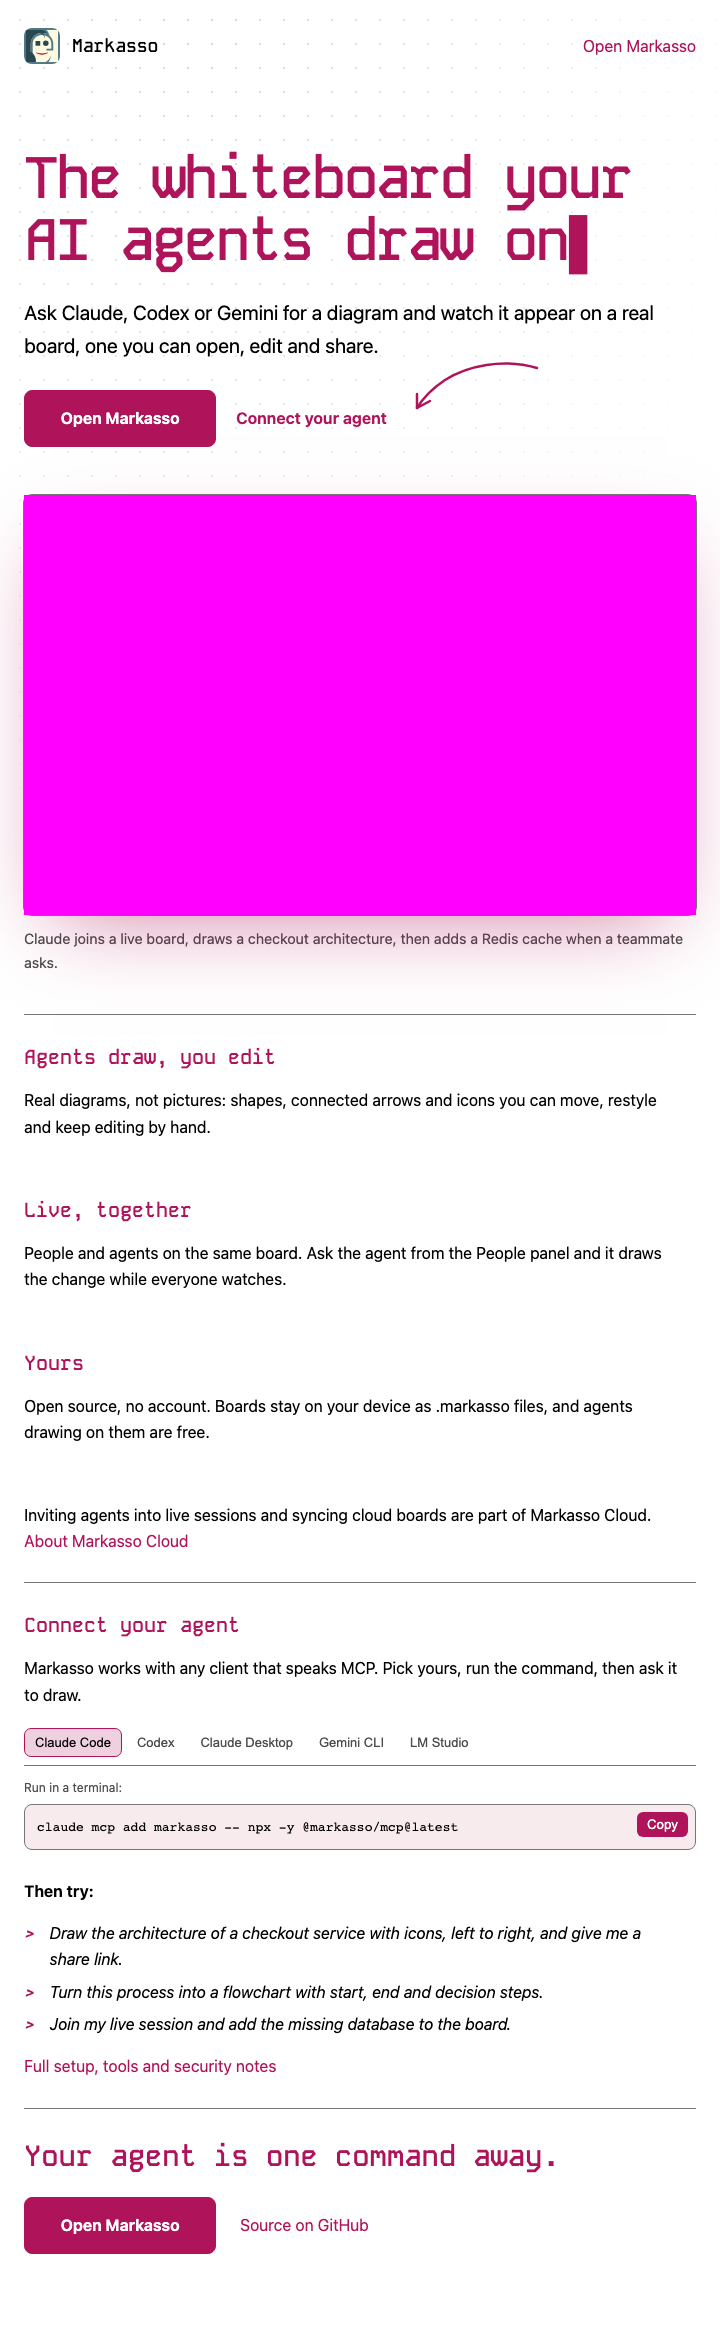 Markasso
Open Markasso
The whiteboard your
AI agents draw on
Ask Claude, Codex or Gemini for a diagram and watch it appear on a real
board, one you can open, edit and share.
Open Markasso
Connect your agent
Claude joins a live board, draws a checkout architecture, then adds a Redis cache when a teammate
asks.
Agents draw, you edit
Real diagrams, not pictures: shapes, connected arrows and icons you can move, restyle
and keep editing by hand.
Live, together
People and agents on the same board. Ask the agent from the People panel and it draws
the change while everyone watches.
Yours
Open source, no account. Boards stay on your device as .markasso files, and agents
drawing on them are free.
Inviting agents into live sessions and syncing cloud boards are part of Markasso Cloud.
About Markasso Cloud
Connect your agent
Markasso works with any client that speaks MCP. Pick yours, run the command, then ask it
to draw.
Claude Code Codex Claude Desktop Gemini CLI LM Studio
Run in a terminal:
claude mcp add markasso -- npx -y @markasso/mcp@latest
Copy
Then try:
> Draw the architecture of a checkout service with icons, left to right, and give me a
share link.
> Turn this process into a flowchart with start, end and decision steps.
> Join my live session and add the missing database to the board.
Full setup, tools and security notes
Your agent is one command away.
Open Markasso
Source on GitHub